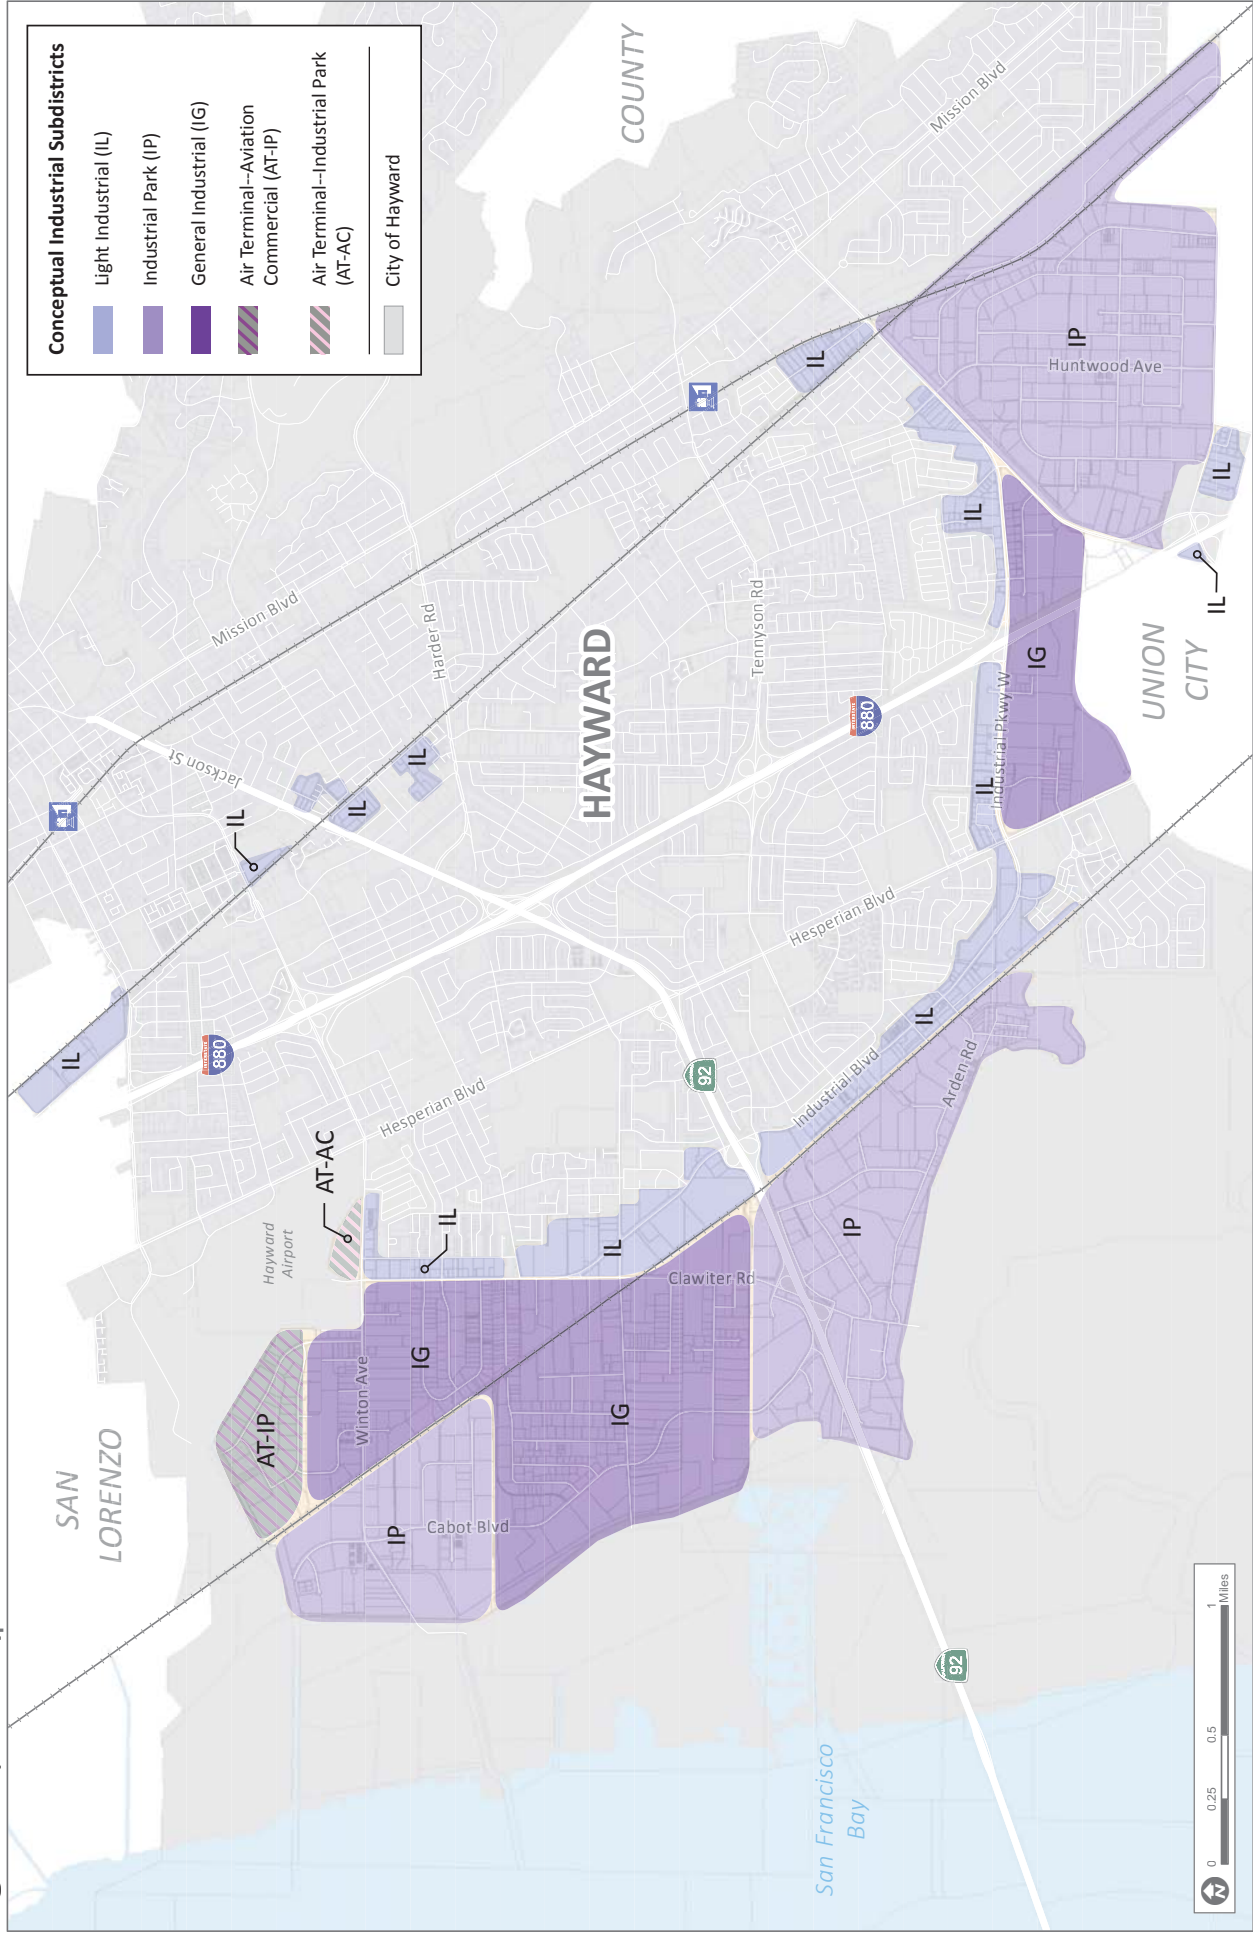 Conceptual Industrial Subdistricts
Light Industrial (IL)
Industrial Park (IP)
General Industrial (IG)
Air Terminal--Aviation
Commercial (AT-IP)
Air Terminal--Industrial Park
(AT-AC)
City of Hayward
COUNTY
Mission Blvd
SAN
LORENZO
IL
880
Jackson St
Mission Blvd
IL
IL
IL
Harder Rd
Hayward
Airport
AT-AC
Hesperian Blvd
AT-IP
Winton Ave
IG
IL
IP
Cabot Blvd
IG
IL
Clawiter Rd
HAYWARD
92
Tennyson Rd
880
Hesperian Blvd
IL
Industrial Blvd
IL
Arden Rd
IP
IL
Industrial Pkwy W
IL
IG
IP
Huntwood Ave
IL
IL
UNION
CITY
San Francisco
Bay
92
N
0
0.25
0.5
1
Miles